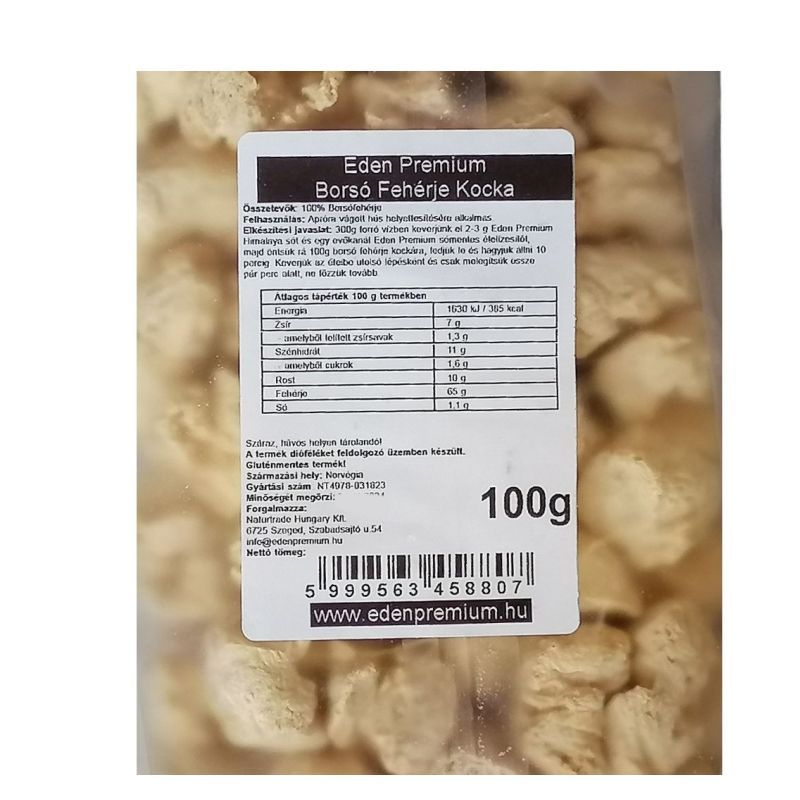 Eden Premium
Borsó Fehérje Kocka
Összetevők: 100% Borsófehérje
Felhasználás: Apróra vágott hús helyettesítésére alkalmas
Elkészítési javaslat: 300g forró vízben keverjünk el 2-3 g Eden Premium
Himalaya sót és egy evőkanál Eden Premium sómentes ételízesítőt,
majd öntsük rá 100g borsó fehérje kockára, fedjük le és hagyjuk állni 10
percig. Keverjük az ételbe utolsó lépésként és csak melegítsük össze
pár perc alatt, ne főzzük tovább.
Átlagos tápérték 100 g termékben
Energia 1630 kJ / 385 kcal
Zsír 7 g
- amelyből telített zsírsavak 1,3 g
Szénhidrát 11 g
- amelyből cukrok 1,6 g
Rost 10 g
Fehérje 65 g
Só 1,1 g
Száraz, hűvös helyen tárolandó!
A termék dióféléket feldolgozó üzemben készült.
Gluténmentes termék!
Származási hely: Norvégia
Gyártási szám NT4978-031823
Minőségét megőrzi:
Forgalmazza:
Naturtrade Hungary Kft.
6725 Szeged, Szabadsajtó u.54
info@edenpremium.hu
Nettó tömeg:
100g
5 999563 458807
www.edenpremium.hu